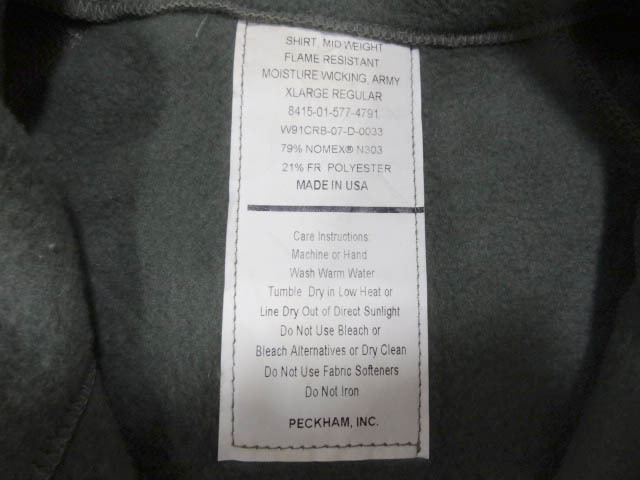 SHIRT, MID WEIGHT
FLAME RESISTANT
MOISTURE WICKING, ARMY
XLARGE REGULAR
8415-01-577-4791
W91CRB-07-D-0033
79% NOMEX® N303
21% FR POLYESTER
MADE IN USA
Care Instructions:
Machine or Hand
Wash Warm Water
Tumble Dry in Low Heat or
Line Dry Out of Direct Sunlight
Do Not Use Bleach or
Bleach Alternatives or Dry Clean
Do Not Use Fabric Softeners
Do Not Iron
PECKHAM, INC.